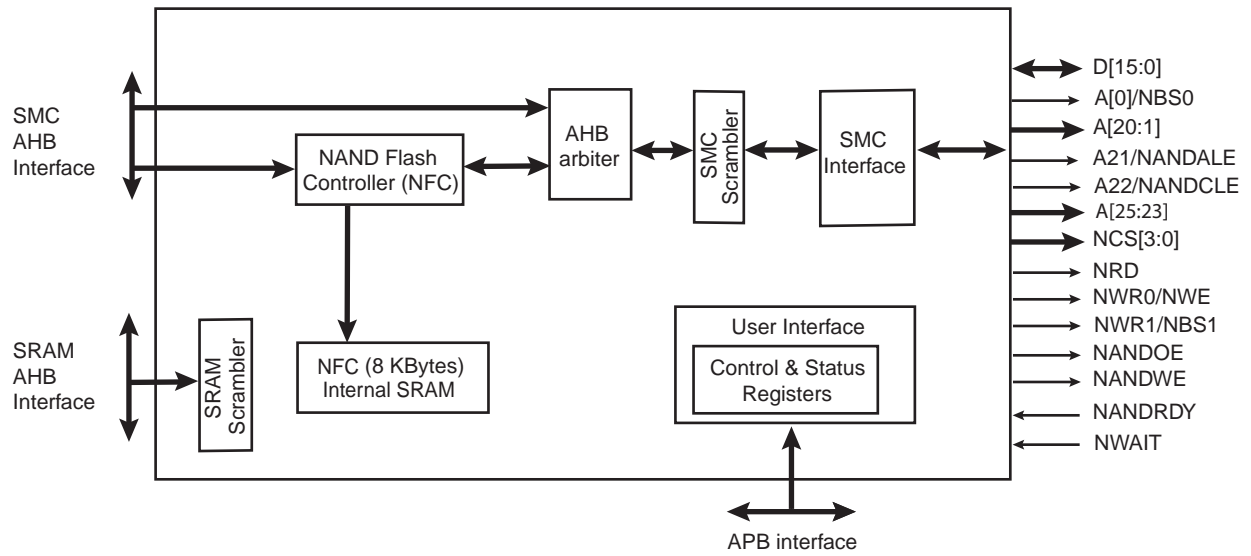 SMC
AHB
Interface
NAND Flash
Controller (NFC)
AHB
arbiter
SMC
Scrambler
SMC
Interface
D[15:0]
A[0]/NBS0
A[20:1]
A21/NANDALE
A22/NANDCLE
A[25:23]
NCS[3:0]
NRD
NWR0/NWE
NWR1/NBS1
NANDOE
NANDWE
NANDRDY
NWAIT
SRAM
AHB
Interface
SRAM
Scrambler
NFC (8 KBytes)
Internal SRAM
User Interface
Control & Status
Registers
APB interface